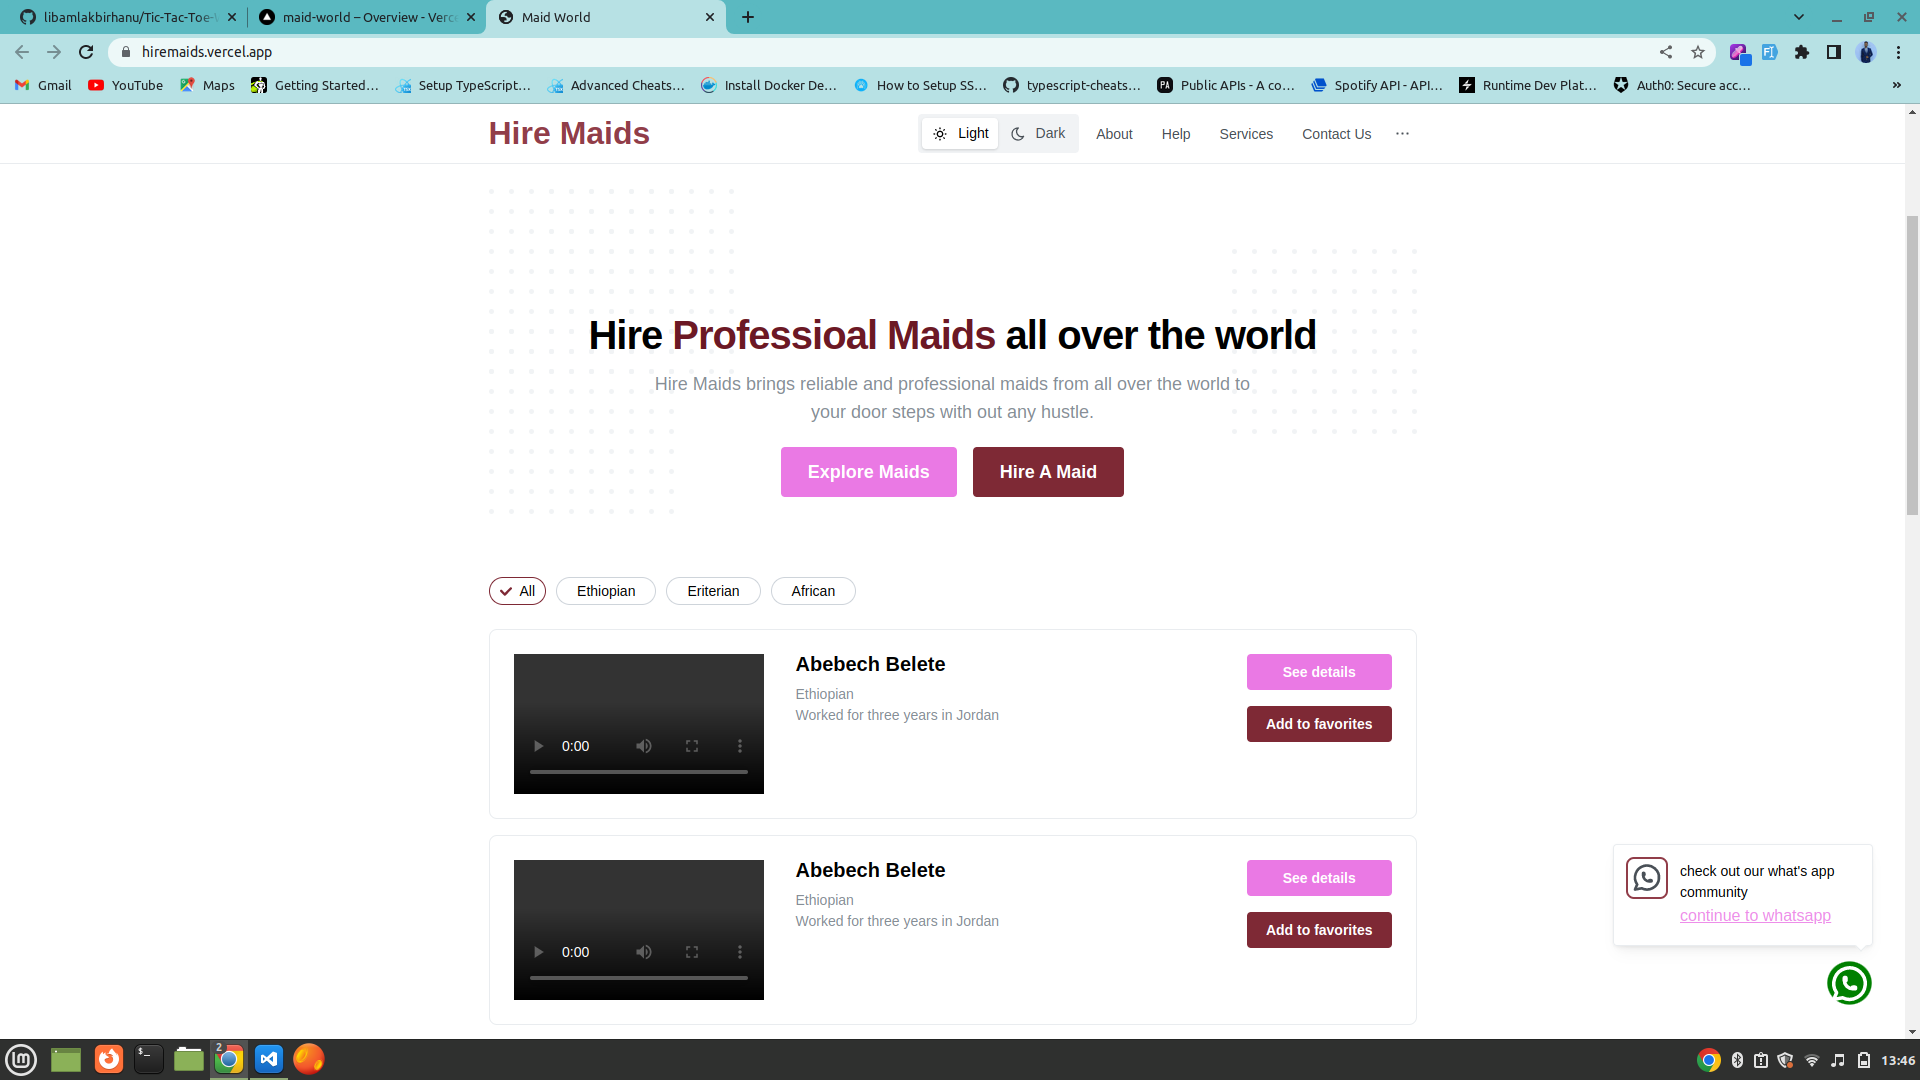 libamlakbirhanu/Tic-Tac-Toe-
maid-world – Overview - Verc
Maid World
hiremaids.vercel.app
Gmail
YouTube
Maps
Getting Started…
Setup TypeScript…
Advanced Cheats…
Install Docker De…
How to Setup SS…
typescript-cheats…
PA
Public APIs - A co…
Spotify API - API…
Runtime Dev Plat…
Auth0: Secure acc…
»
Hire Maids
Light
Dark
About
Help
Services
Contact Us
···
Hire Professioal Maids all over the world
Hire Maids brings reliable and professional maids from all over the world to
your door steps with out any hustle.
Explore Maids
Hire A Maid
All
Ethiopian
Eriterian
African
0:00
Abebech Belete
Ethiopian
Worked for three years in Jordan
See details
Add to favorites
0:00
Abebech Belete
Ethiopian
Worked for three years in Jordan
See details
Add to favorites
check out our what's app
community
continue to whatsapp
$_
2
13:46